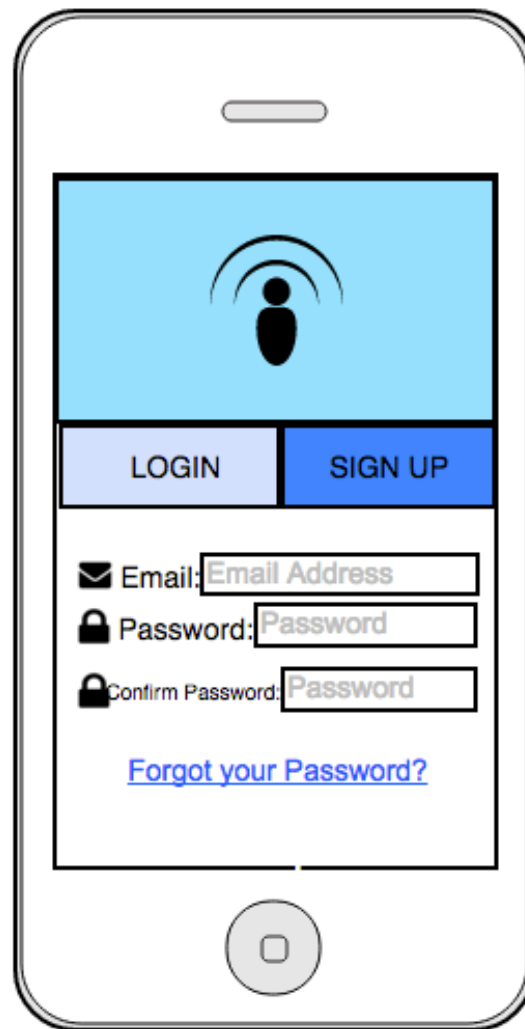 LOGIN SIGN UP
Email: Email Address
Password: Password
Confirm Password: Password
Forgot your Password?